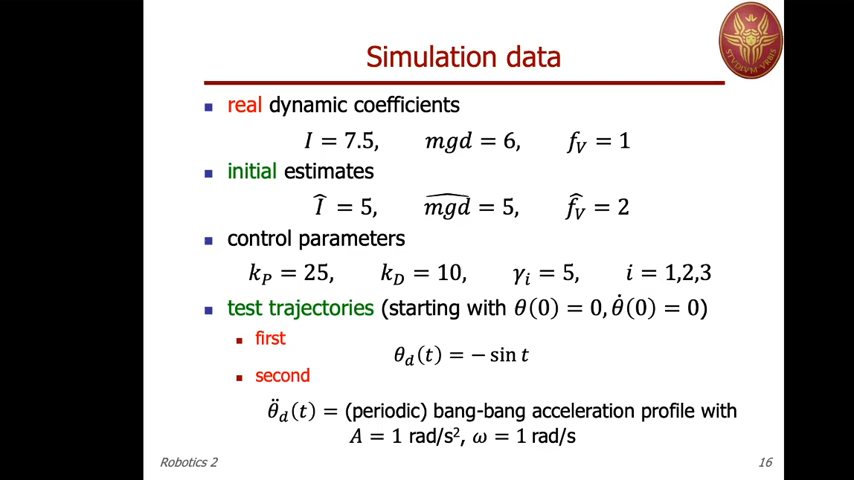 Simulation data
STVDIVM VRBIS
■ real dynamic coefficients
I = 7.5, mgd = 6, f_V = 1
■ initial estimates
Î = 5, \widehat{mgd} = 5, f̂_V = 2
■ control parameters
k_P = 25, k_D = 10, γ_i = 5, i = 1,2,3
■ test trajectories (starting with θ(0) = 0, θ̇(0) = 0)
■ first
θ_d(t) = − sin t
■ second
θ̈_d(t) = (periodic) bang-bang acceleration profile with
A = 1 rad/s², ω = 1 rad/s
Robotics 2
16